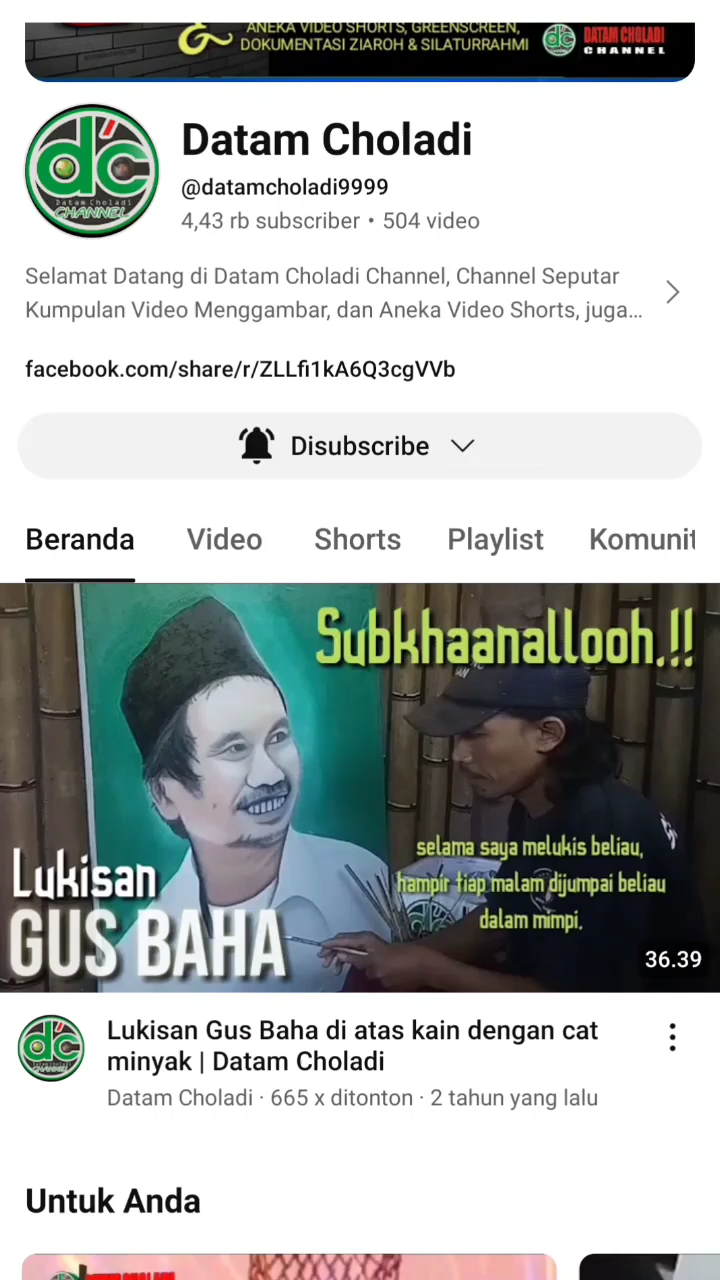 ANEKA VIDEO SHORTS, GREENSCREEN,
DOKUMENTASI ZIAROH & SILATURRAHMI
DATAM CHOLADI
CHANNEL
d'c
Datam Choladi
CHANNEL
Datam Choladi
@datamcholadi9999
4,43 rb subscriber • 504 video
Selamat Datang di Datam Choladi Channel, Channel Seputar
Kumpulan Video Menggambar, dan Aneka Video Shorts, juga...
facebook.com/share/r/ZLLfi1kA6Q3cgVVb
Disubscribe
Beranda Video Shorts Playlist Komunit
Subkhaanallooh.!!
selama saya melukis beliau,
hampir tiap malam dijumpai beliau
dalam mimpi.
Lukisan
GUS BAHA
36.39
Lukisan Gus Baha di atas kain dengan cat
minyak | Datam Choladi
Datam Choladi · 665 x ditonton · 2 tahun yang lalu
Untuk Anda